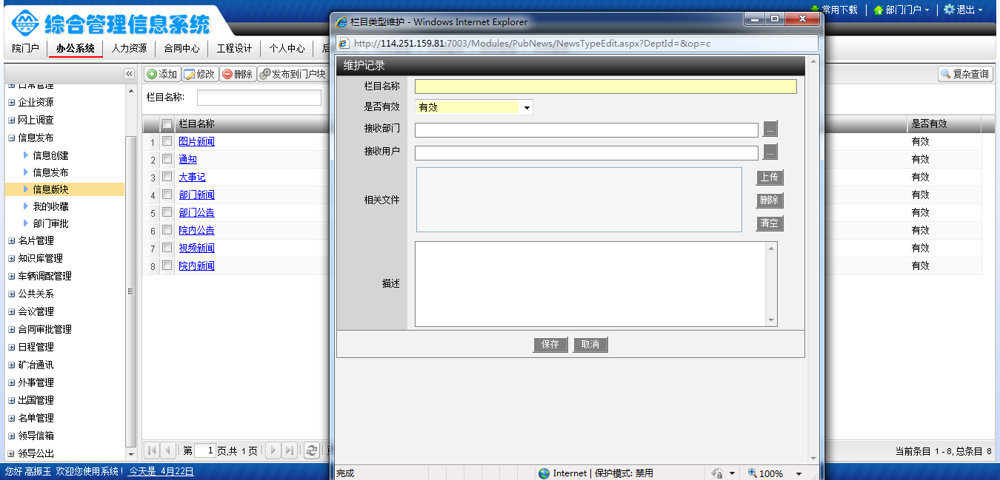 综合管理信息系统
常用下载
部门门户
退出
院门户
办公系统
人力资源
合同中心
工程设计
个人中心
日常管理
企业资源
网上调查
信息发布
信息创建
信息发布
信息版块
我的收藏
部门审批
名片管理
知识库管理
车辆调配管理
公共关系
会议管理
合同审批管理
日程管理
矿冶通讯
外事管理
出国管理
名单管理
领导信箱
领导公出
添加 修改 删除 发布到门户块
复杂查询
栏目名称:
栏目名称 是否有效
1 图片新闻 有效
2 通知 有效
3 大事记 有效
4 部门新闻 有效
5 部门公告 有效
6 院内公告 有效
7 视频新闻 有效
8 院内新闻 有效
第 1 页,共 1 页
当前条目 1 - 8, 总条目 8
您好 高振玉 欢迎您使用系统! 今天是 4月22日
栏目类型维护 - Windows Internet Explorer
http://114.251.159.81:7003/Modules/PubNews/NewsTypeEdit.aspx?DeptId=&op=c
维护记录
栏目名称
是否有效 有效
接收部门 ...
接收用户 ...
相关文件
上传
删除
清空
描述
保存 取消
完成
Internet | 保护模式: 禁用
100%